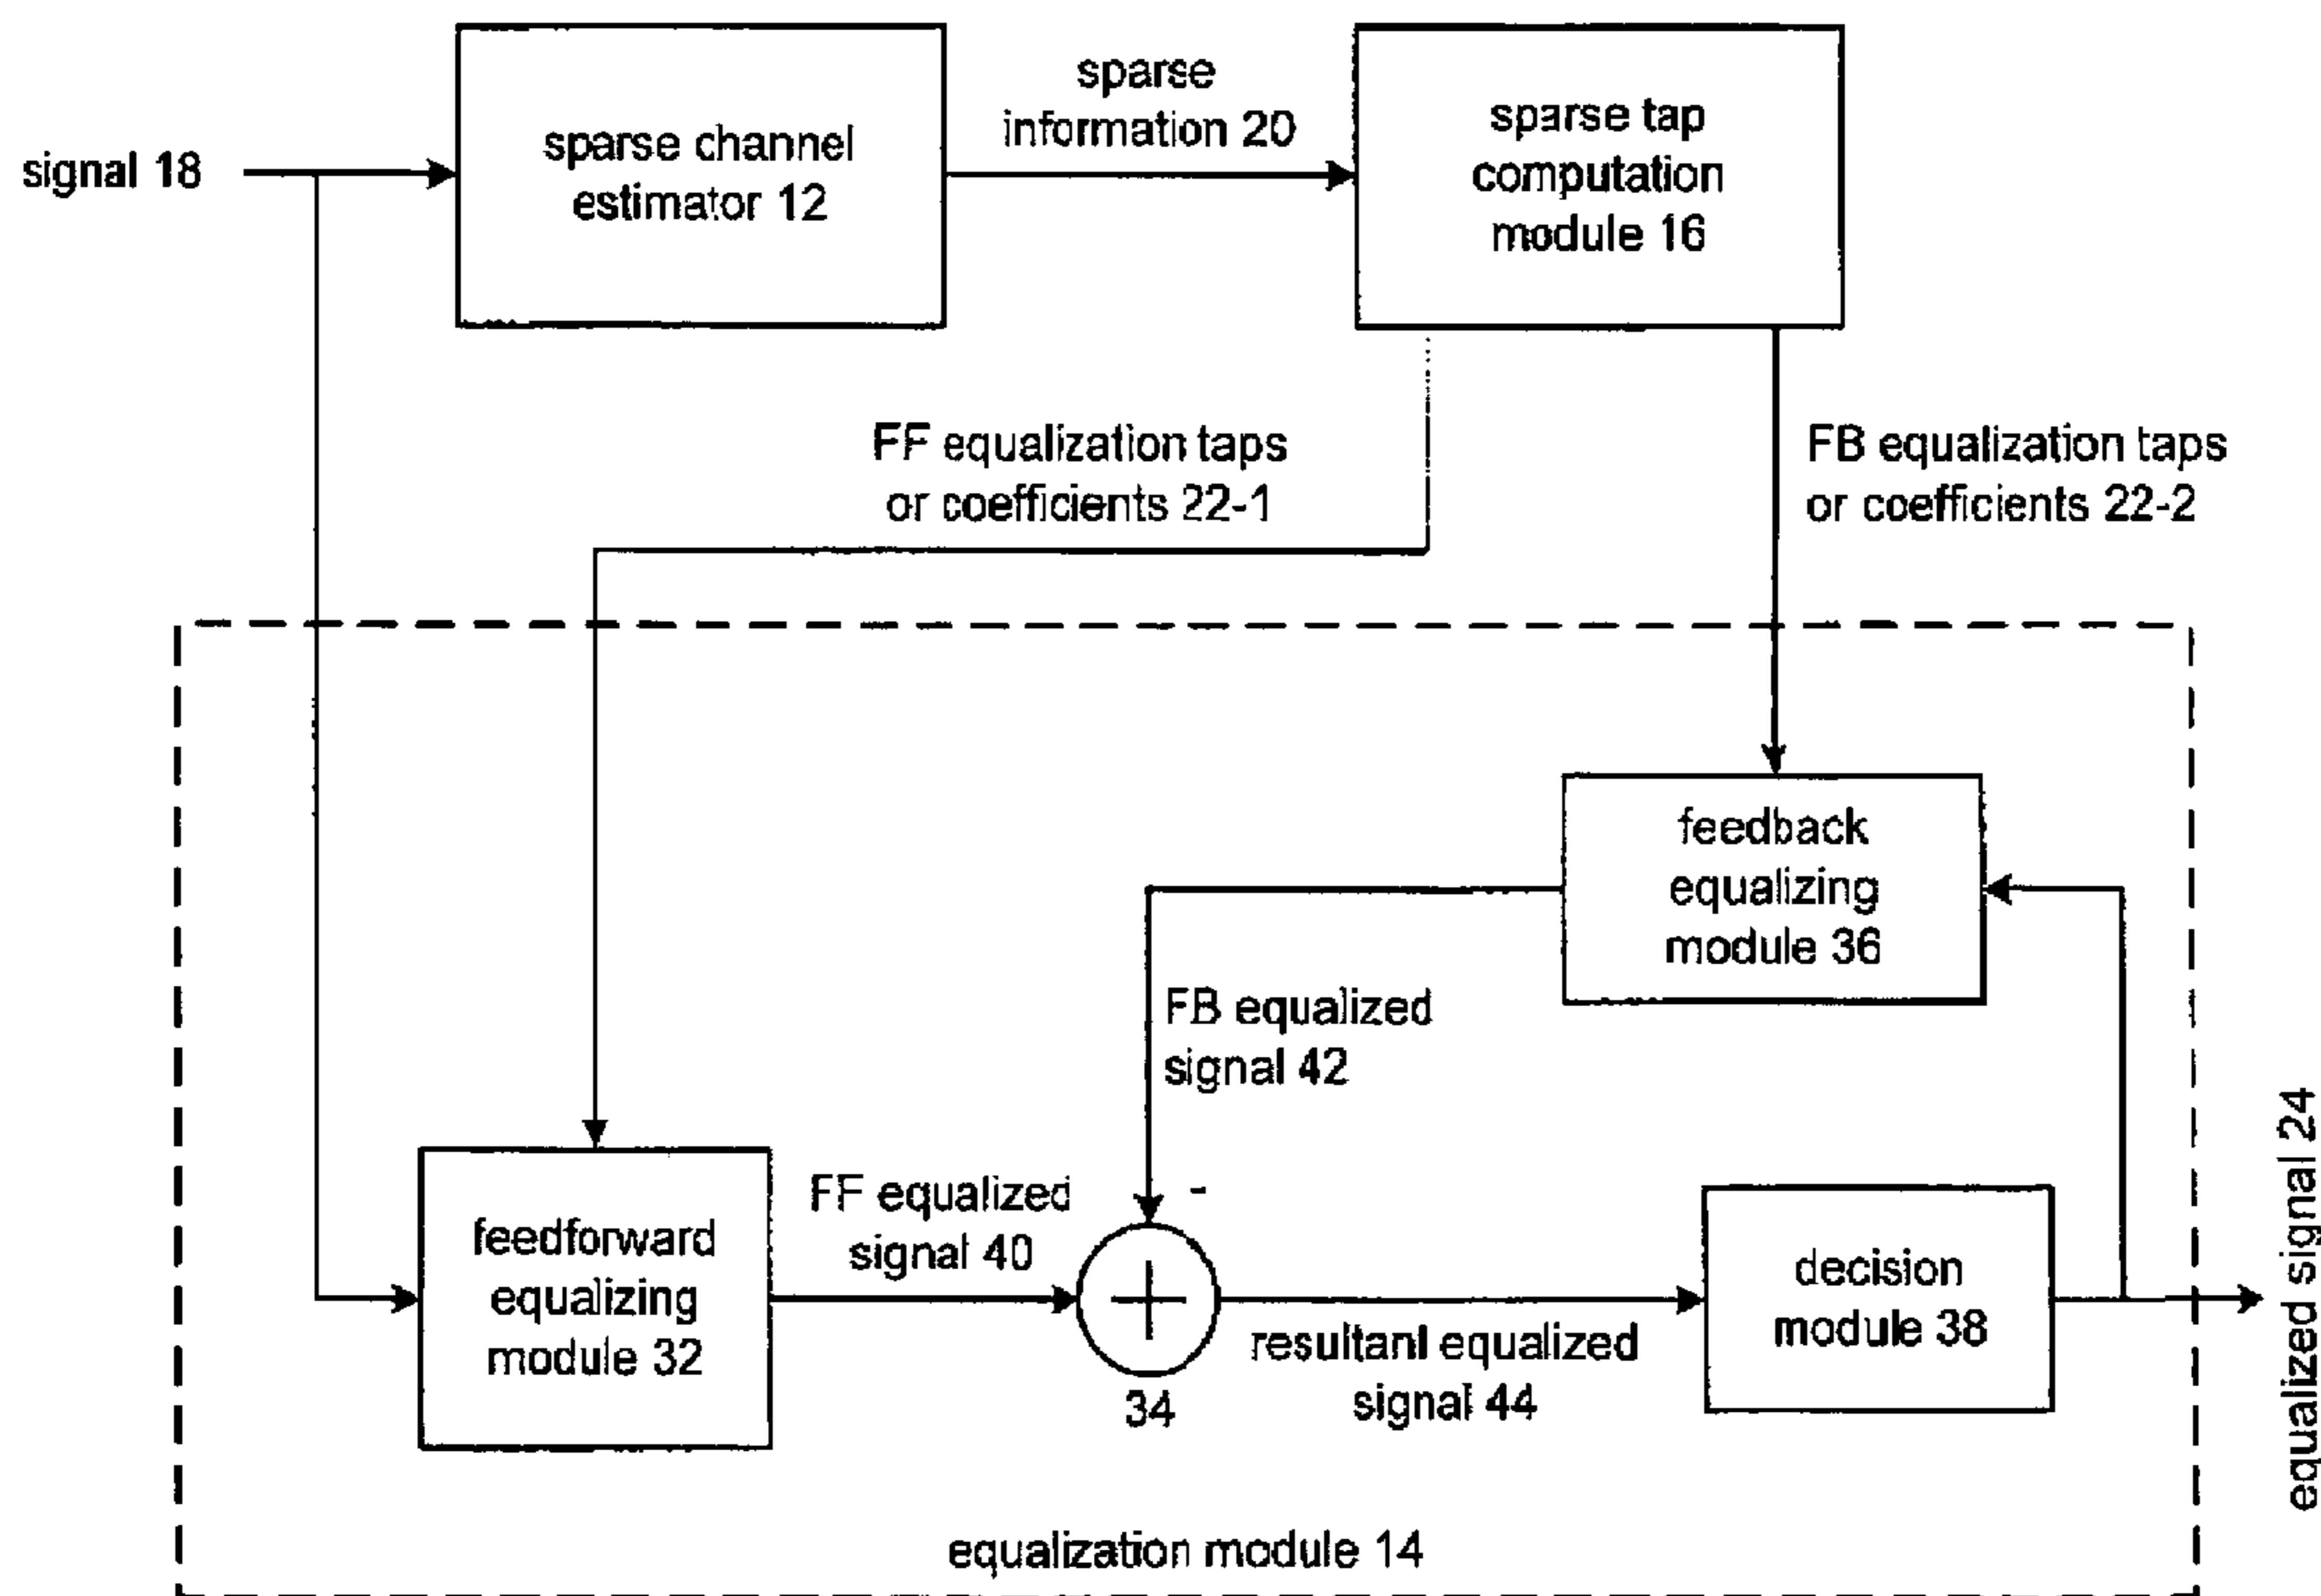 signal 18
sparse channel
estimator 12
sparse
information 20
sparse tap
computation
module 16
FF equalization taps
or coefficients 22-1
FB equalization taps
or coefficients 22-2
feedback
equalizing
module 36
FB equalized
signal 42
feedforward
equalizing
module 32
FF equalized
signal 40
-
+
34
resultant equalized
signal 44
decision
module 38
equalized signal 24
equalization module 14